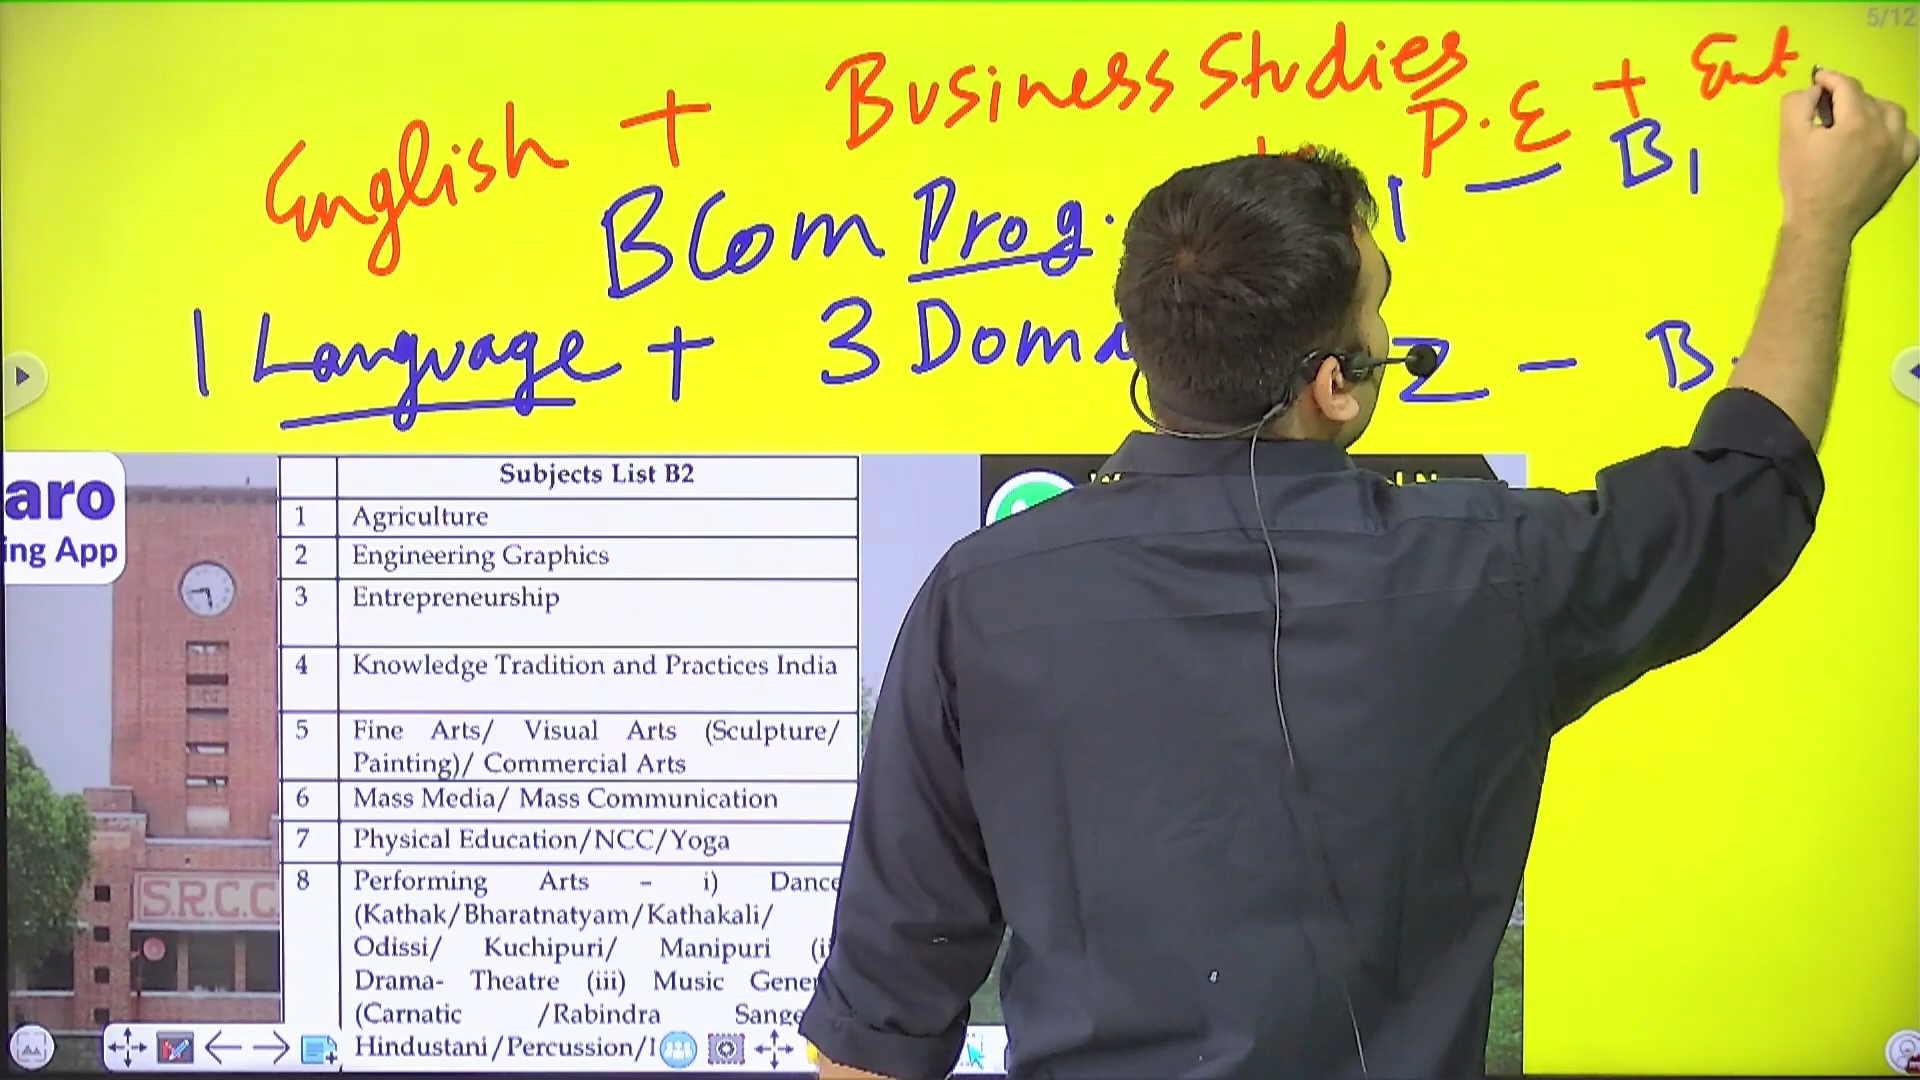 5/12
English + Business Studies
P.E + Ent
BCom Prog. 1 B1
1 Language + 3 Doma 2 - B
aro
ing App
Subjects List B2
1 Agriculture
2 Engineering Graphics
3 Entrepreneurship
4 Knowledge Tradition and Practices India
5 Fine Arts/ Visual Arts (Sculpture/
Painting)/ Commercial Arts
6 Mass Media/ Mass Communication
7 Physical Education/NCC/Yoga
8 Performing Arts – i) Dance
(Kathak/Bharatnatyam/Kathakali/
Odissi/ Kuchipuri/ Manipuri (i
Drama- Theatre (iii) Music Gener
(Carnatic /Rabindra Sange
Hindustani/Percussion/
S.R.C.C